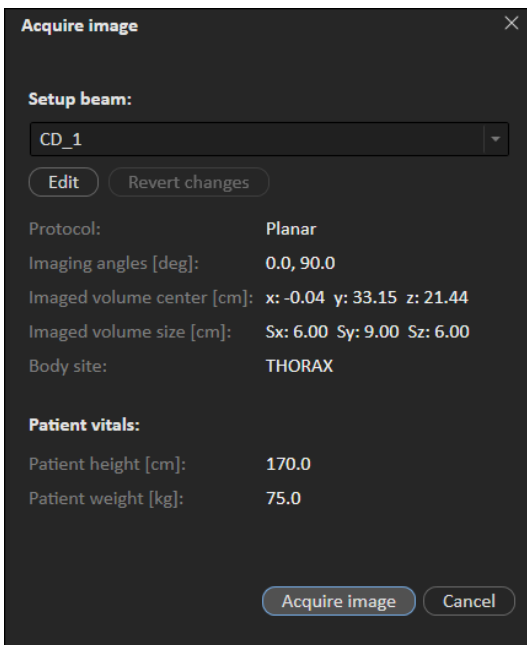 Acquire image
Setup beam:
CD_1
Edit Revert changes
Protocol: Planar
Imaging angles [deg]: 0.0, 90.0
Imaged volume center [cm]: x: -0.04 y: 33.15 z: 21.44
Imaged volume size [cm]: Sx: 6.00 Sy: 9.00 Sz: 6.00
Body site: THORAX
Patient vitals:
Patient height [cm]: 170.0
Patient weight [kg]: 75.0
Acquire image Cancel